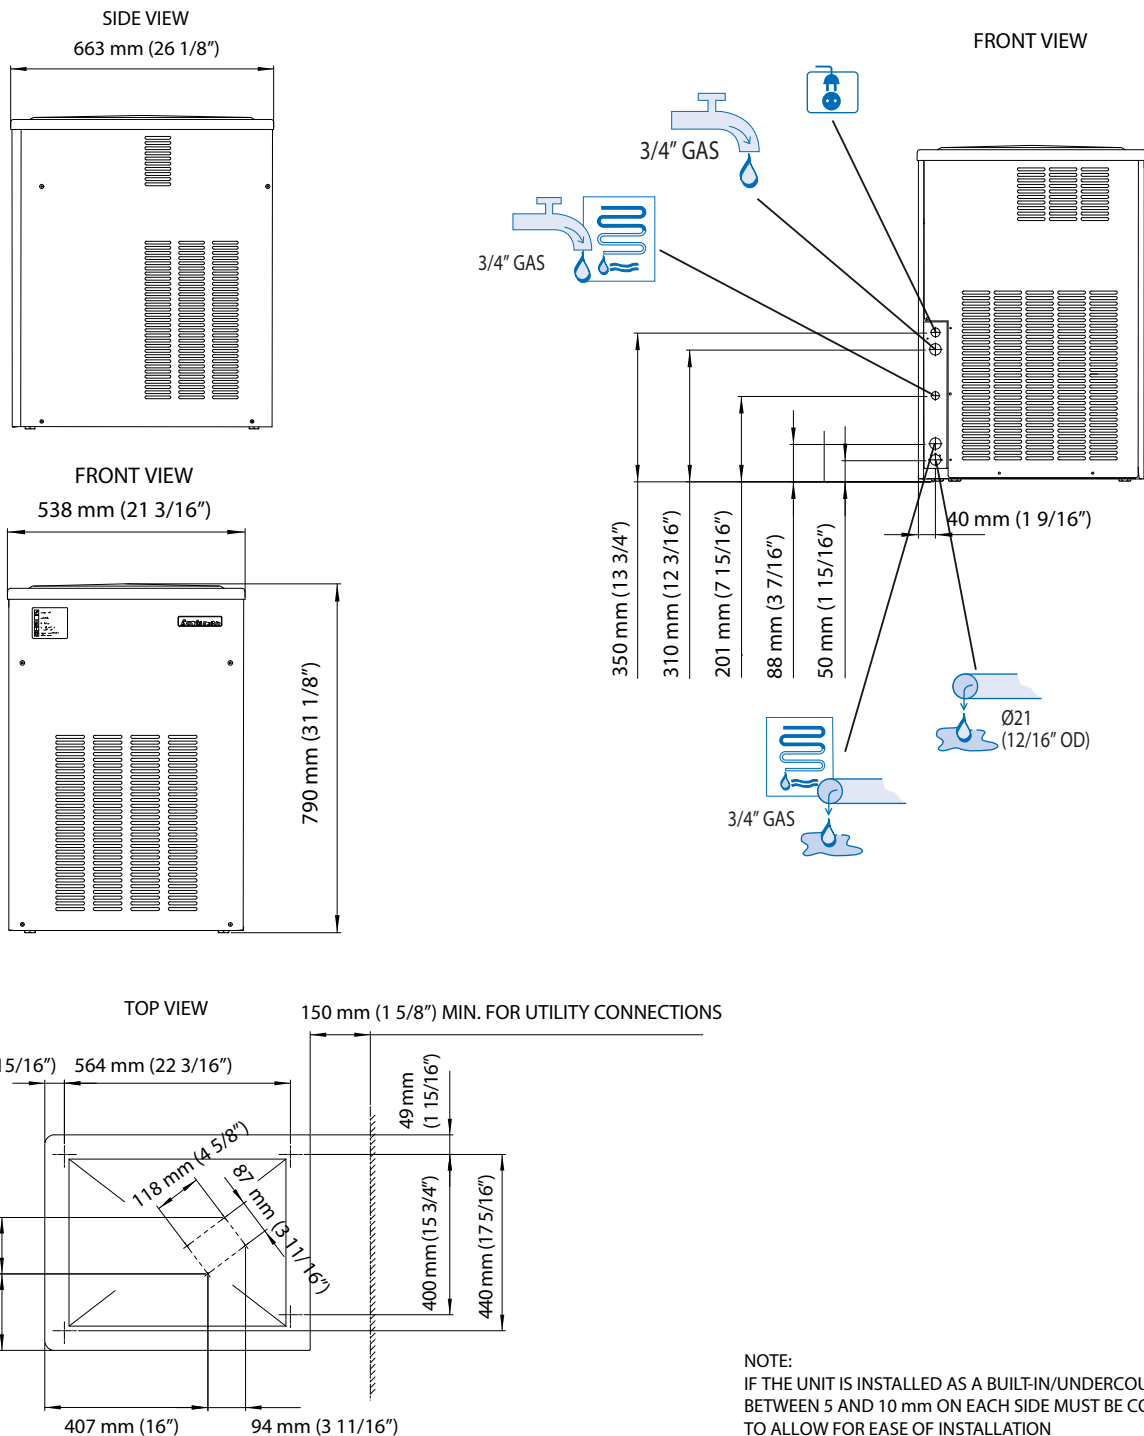 SIDE VIEW
663 mm (26 1/8”)
FRONT VIEW
3/4” GAS
3/4” GAS
FRONT VIEW
538 mm (21 3/16”)
790 mm (31 1/8”)
350 mm (13 3/4”)
310 mm (12 3/16”)
201 mm (7 15/16”)
88 mm (3 7/16”)
50 mm (1 15/16”)
40 mm (1 9/16”)
Ø21
(12/16” OD)
3/4” GAS
TOP VIEW
150 mm (1 5/8”) MIN. FOR UTILITY CONNECTIONS
15/16”)
564 mm (22 3/16”)
49 mm
(1 15/16”)
118 mm (4 5/8”)
87 mm (3 11/16”)
400 mm (15 3/4”)
440 mm (17 5/16”)
407 mm (16”)
94 mm (3 11/16”)
NOTE:
IF THE UNIT IS INSTALLED AS A BUILT-IN/UNDERCOU
BETWEEN 5 AND 10 mm ON EACH SIDE MUST BE CO
TO ALLOW FOR EASE OF INSTALLATION